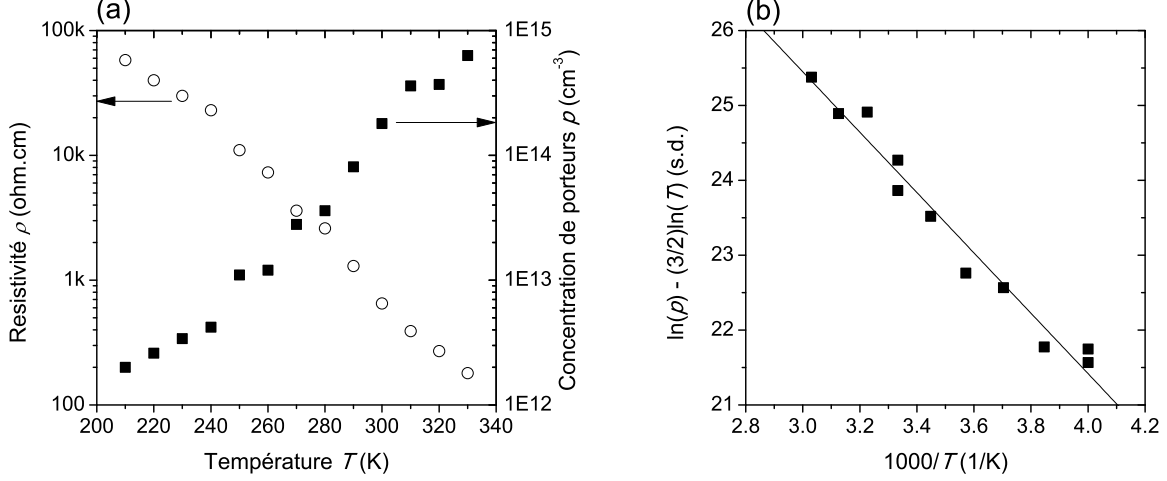 (a)
100k
10k
1k
100
Resistivité ρ (ohm.cm)
1E15
1E14
1E13
1E12
Concentration de porteurs p (cm-3)
200 220 240 260 280 300 320 340
Température T (K)
(b)
26
25
24
23
22
21
ln(p) - (3/2)ln(T) (s.d.)
2.8 3.0 3.2 3.4 3.6 3.8 4.0 4.2
1000/T (1/K)